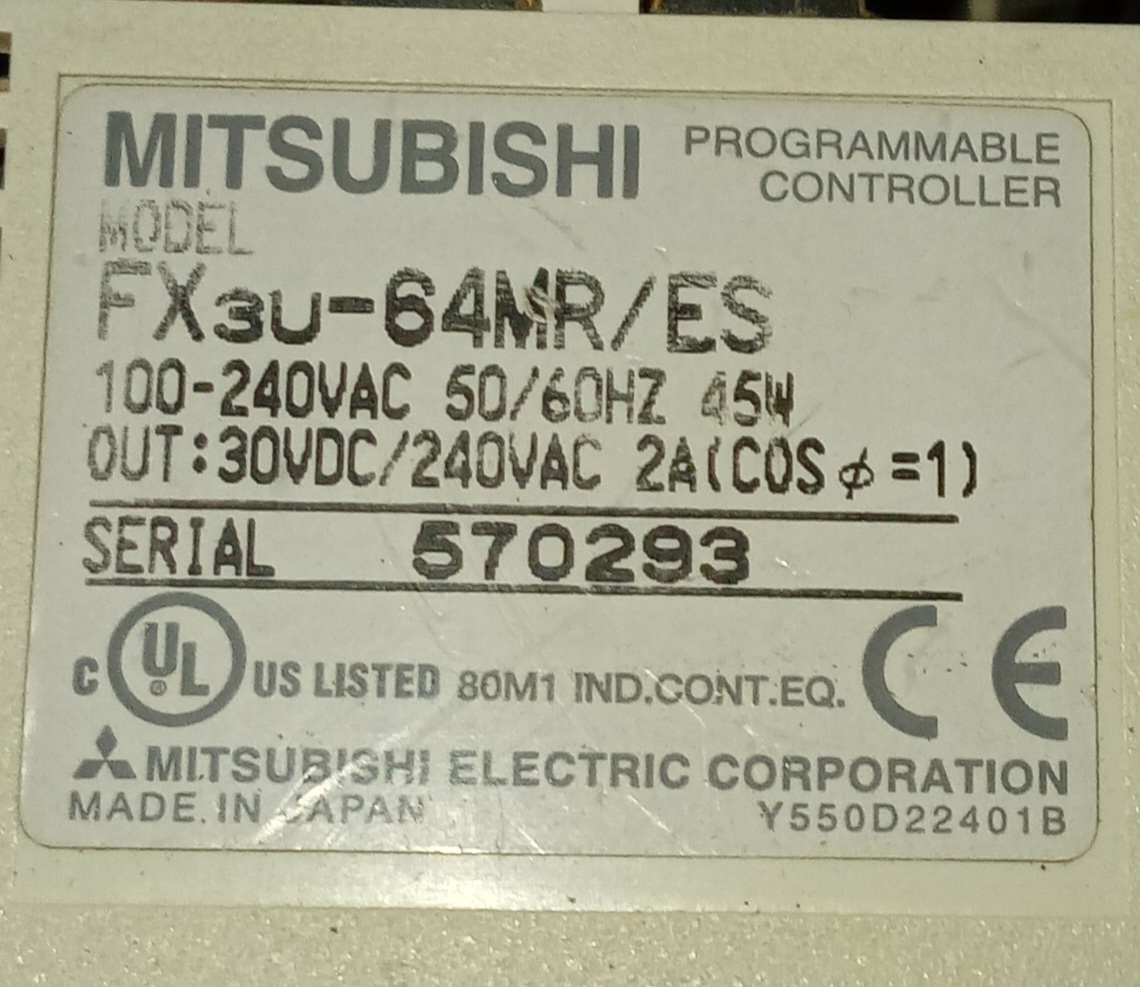 MITSUBISHI PROGRAMMABLE CONTROLLER
MODEL
FX3U-64MR/ES
100-240VAC 50/60HZ 45W
OUT:30VDC/240VAC 2A(COS φ=1)
SERIAL 570293
C UL ® US LISTED 80M1 IND.CONT.EQ. CE
MITSUBISHI ELECTRIC CORPORATION
MADE IN JAPAN Y550D22401B